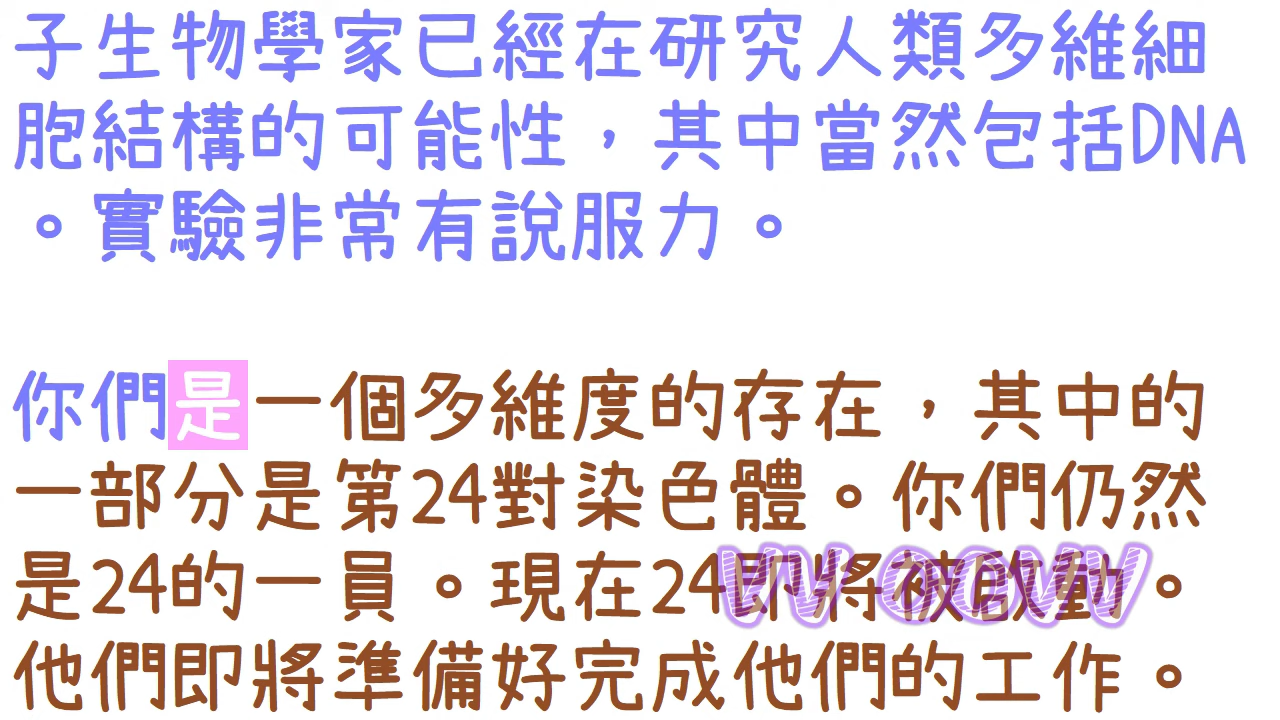 子生物學家已經在研究人類多維細
胞結構的可能性，其中當然包括DNA
。實驗非常有說服力。
你們是一個多維度的存在，其中的
一部分是第24對染色體。你們仍然
是24的一員。現在24即將被啟動。
他們即將準備好完成他們的工作。